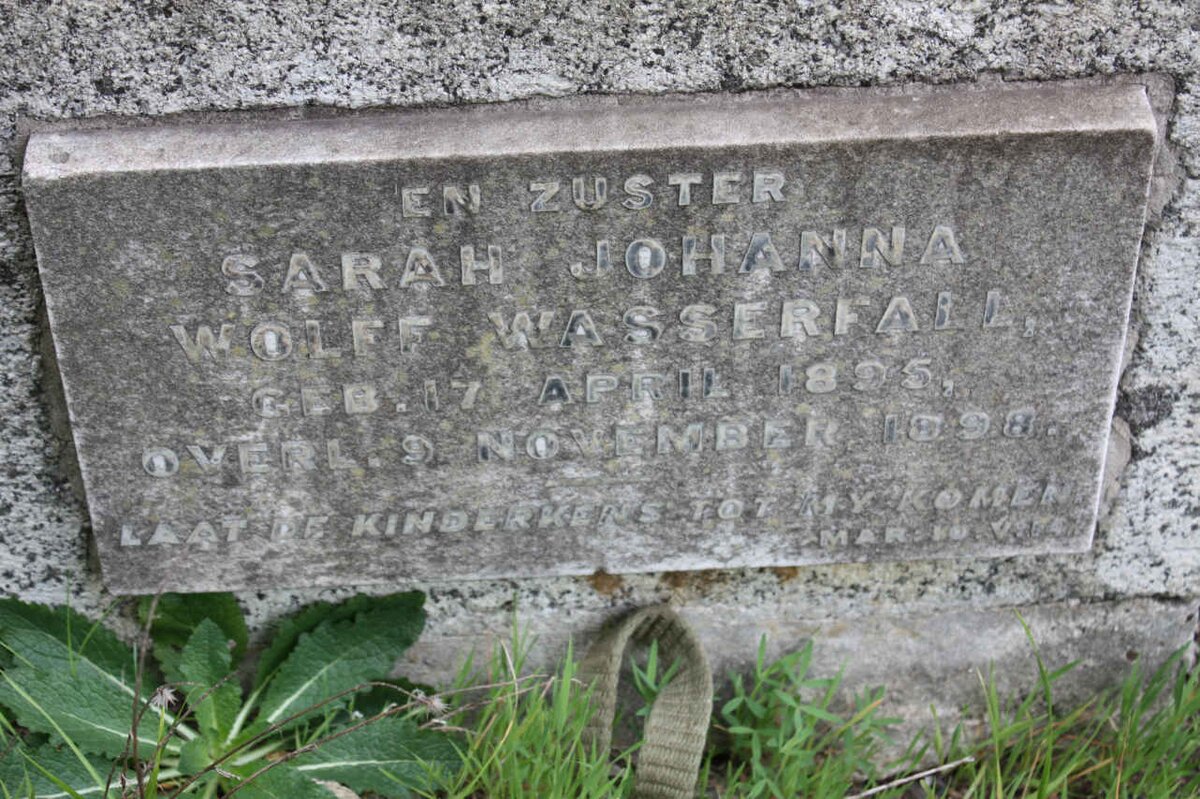 EN ZUSTER
SARAH JOHANNA
WOLFF WASSERFALL,
GEB. 17 APRIL 1895,
OVERL. 9 NOVEMBER 1898.
LAAT DE KINDERKENS TOT MY KOMEN
MAR. 10. V. 14.